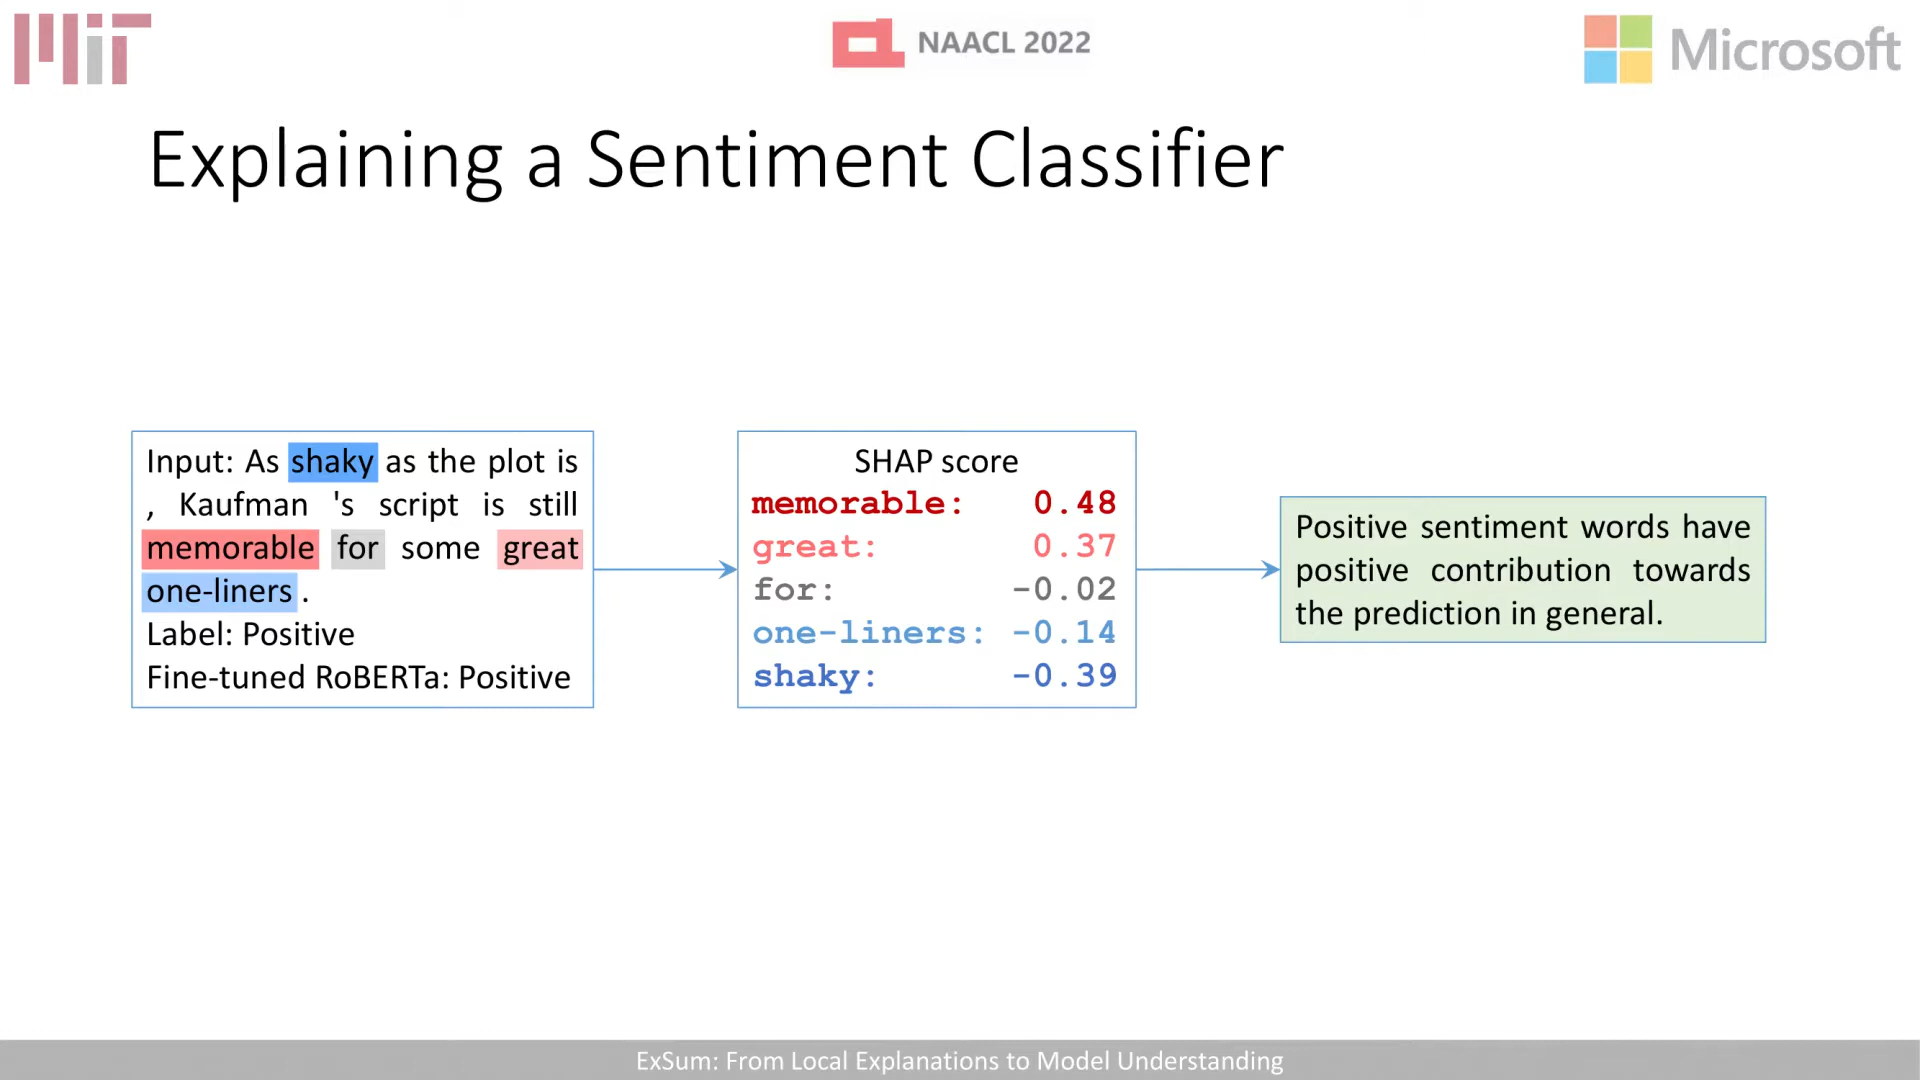 MIT
NAACL 2022
Microsoft
Explaining a Sentiment Classifier
Input: As shaky as the plot is
, Kaufman 's script is still
memorable for some great
one-liners .
Label: Positive
Fine-tuned RoBERTa: Positive
SHAP score
memorable: 0.48
great: 0.37
for: -0.02
one-liners: -0.14
shaky: -0.39
Positive sentiment words have
positive contribution towards
the prediction in general.
ExSum: From Local Explanations to Model Understanding